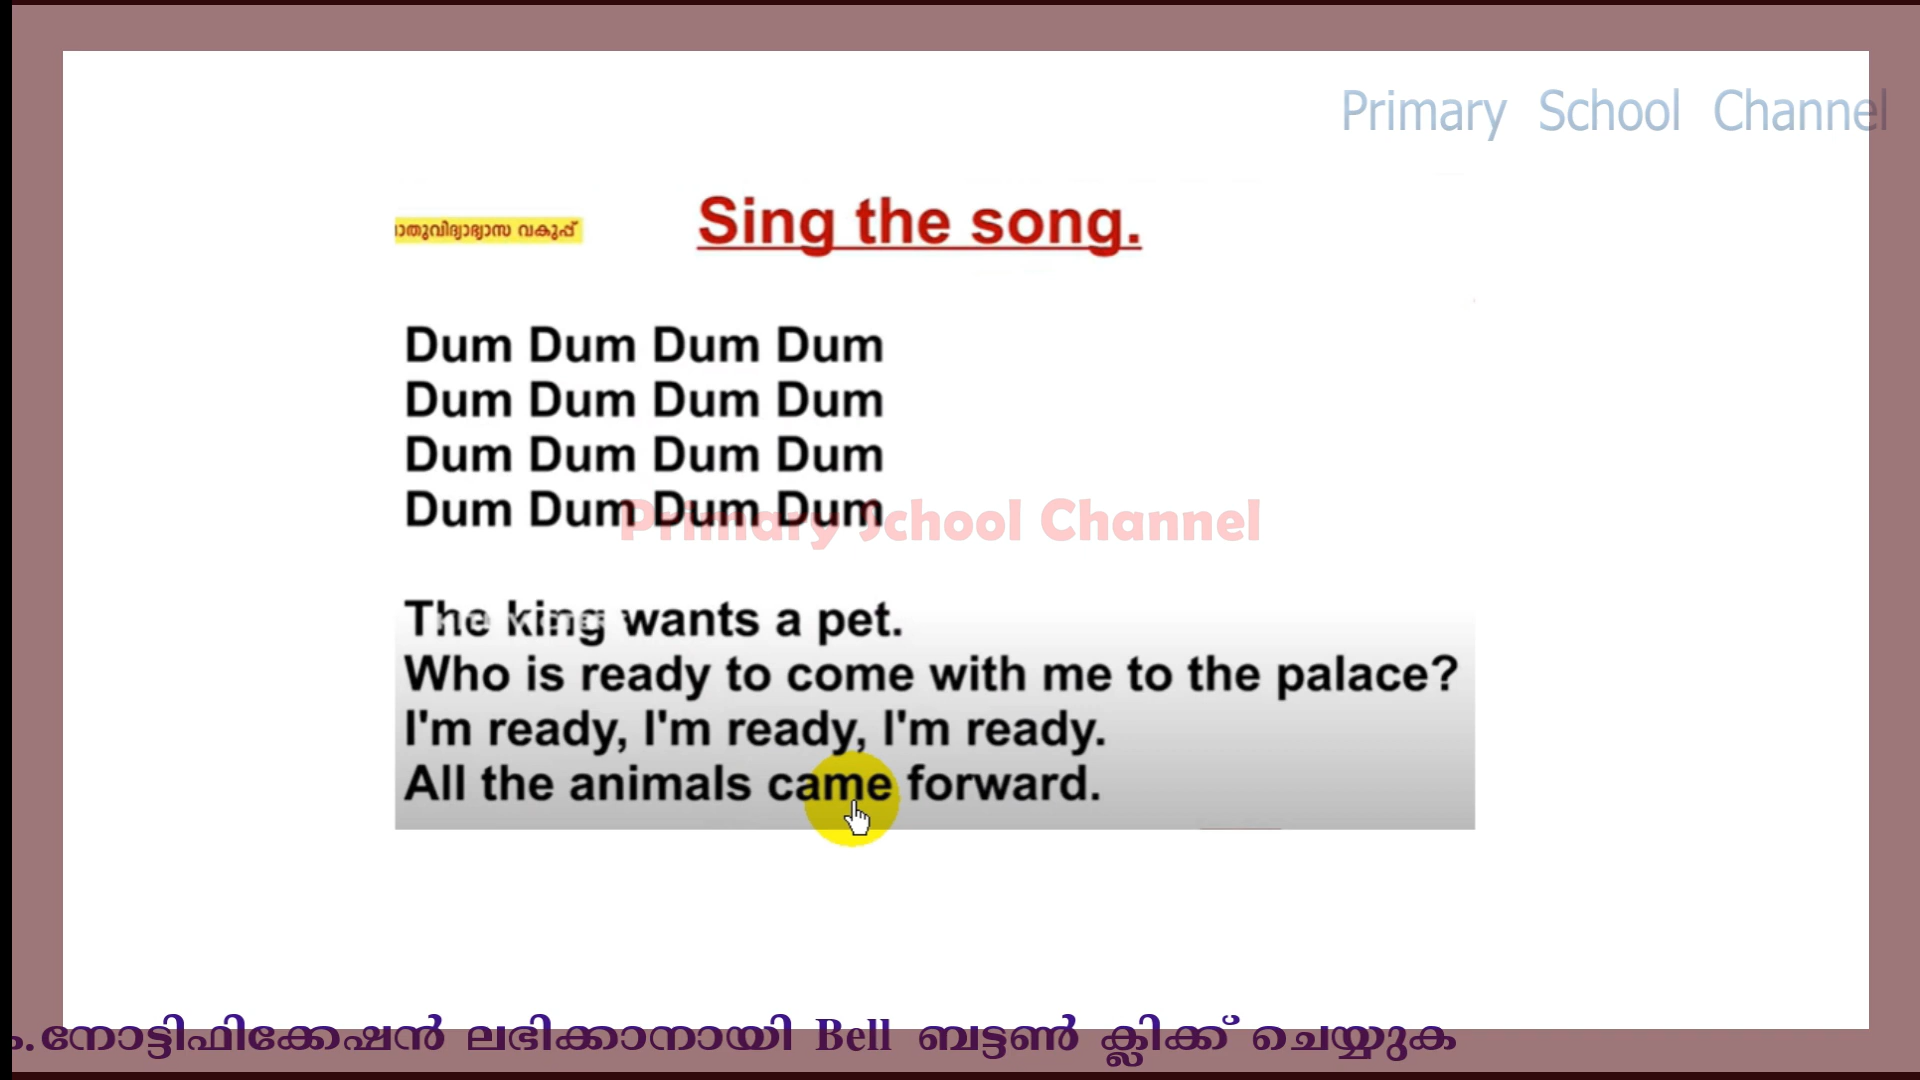 Primary School Channel
വിദ്യാഭ്യാസ വകുപ്പ്
Sing the song.
Dum Dum Dum Dum
Dum Dum Dum Dum
Dum Dum Dum Dum
Dum Dum Dum Dum
Primary School Channel
The king wants a pet.
Who is ready to come with me to the palace?
I'm ready, I'm ready, I'm ready.
All the animals came forward.
നോട്ടിഫിക്കേഷൻ ലഭിക്കാനായി Bell ബട്ടൺ ക്ലിക്ക് ചെയ്യുക